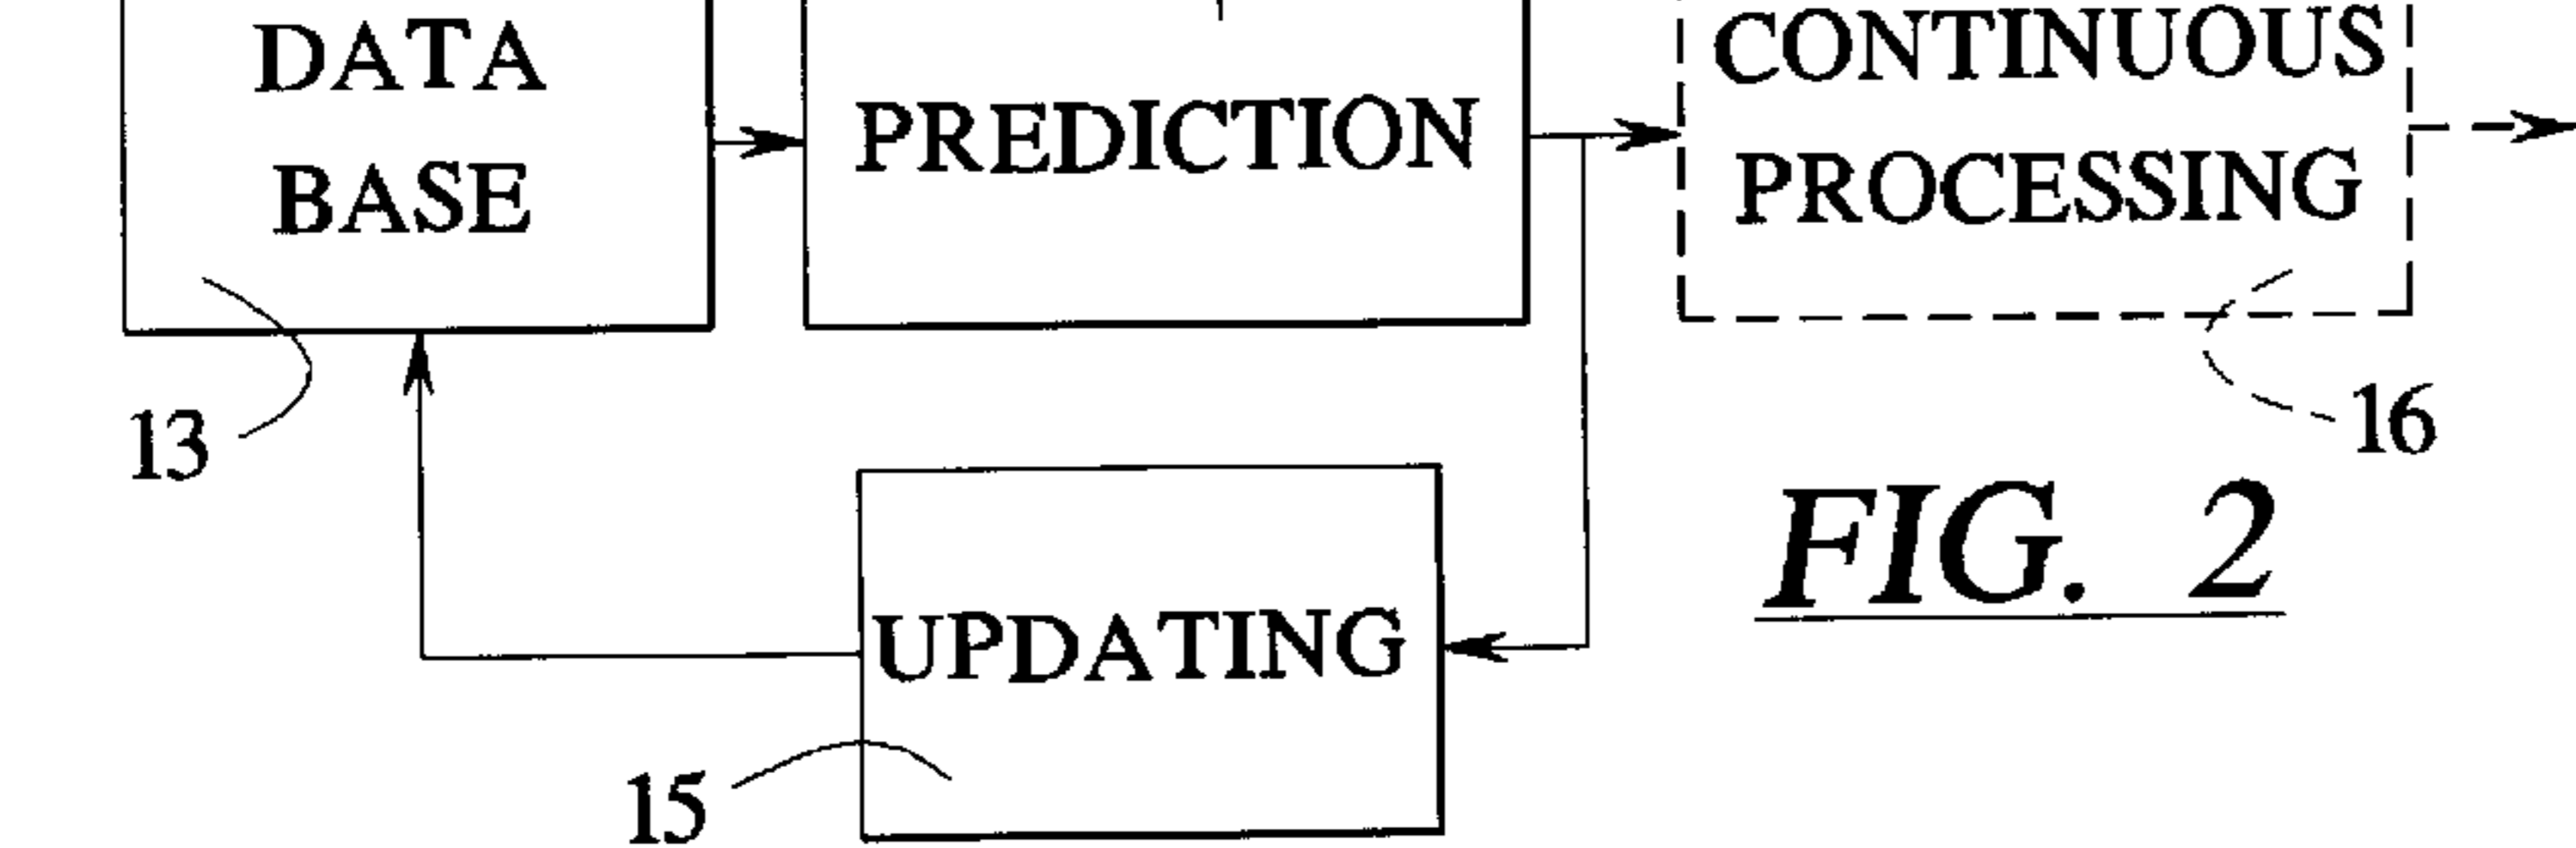 DATA
BASE
PREDICTION
CONTINUOUS
PROCESSING
13
16
FIG. 2
UPDATING
15